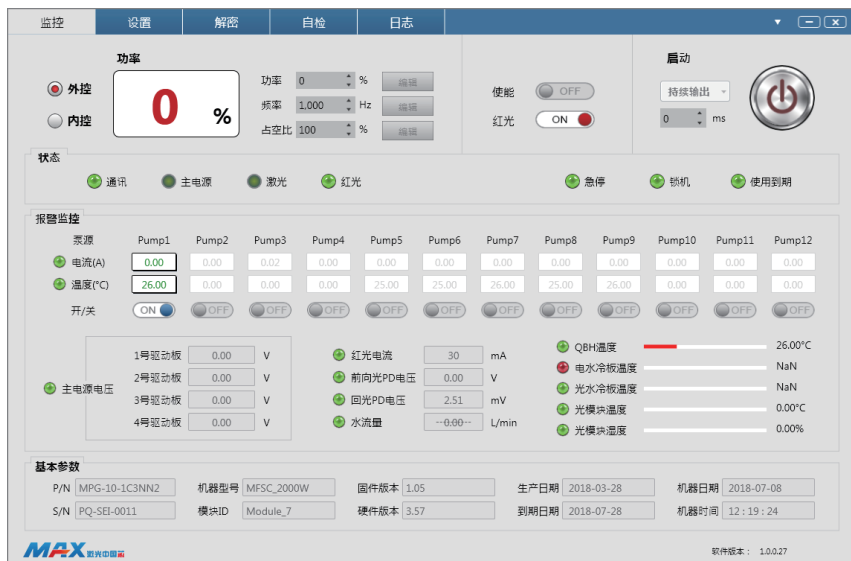 监控 设置 解密 自检 日志
功率 启动
外控 0 % 功率 0 % 编辑 使能 OFF 持续输出
频率 1,000 Hz 编辑
内控 占空比 100 % 编辑 红光 ON 0 ms
状态
通讯 主电源 激光 红光 急停 锁机 使用到期
报警监控
泵源 Pump1 Pump2 Pump3 Pump4 Pump5 Pump6 Pump7 Pump8 Pump9 Pump10 Pump11 Pump12
电流(A) 0.00 0.00 0.02 0.00 0.00 0.00 0.00 0.00 0.00 0.00 0.00 0.00
温度(°C) 26.00 0.00 0.00 0.00 25.00 25.00 26.00 25.00 26.00 0.00 0.00 0.00
开/关 ON OFF OFF OFF OFF OFF OFF OFF OFF OFF OFF OFF
主电源电压
1号驱动板 0.00 V
2号驱动板 0.00 V
3号驱动板 0.00 V
4号驱动板 0.00 V
红光电流 30 mA
前向光PD电压 0.00 V
回光PD电压 2.51 mV
水流量 --0.00-- L/min
QBH温度 26.00°C
电水冷板温度 NaN
光水冷板温度 NaN
光模块温度 0.00°C
光模块湿度 0.00%
基本参数
P/N MPG-10-1C3NN2 机器型号 MFSC_2000W 固件版本 1.05 生产日期 2018-03-28 机器日期 2018-07-08
S/N PQ-SEI-0011 模块ID Module_7 硬件版本 3.57 到期日期 2018-07-28 机器时间 12 : 19 : 24
MAX 激光中国芯 软件版本： 1.0.0.27